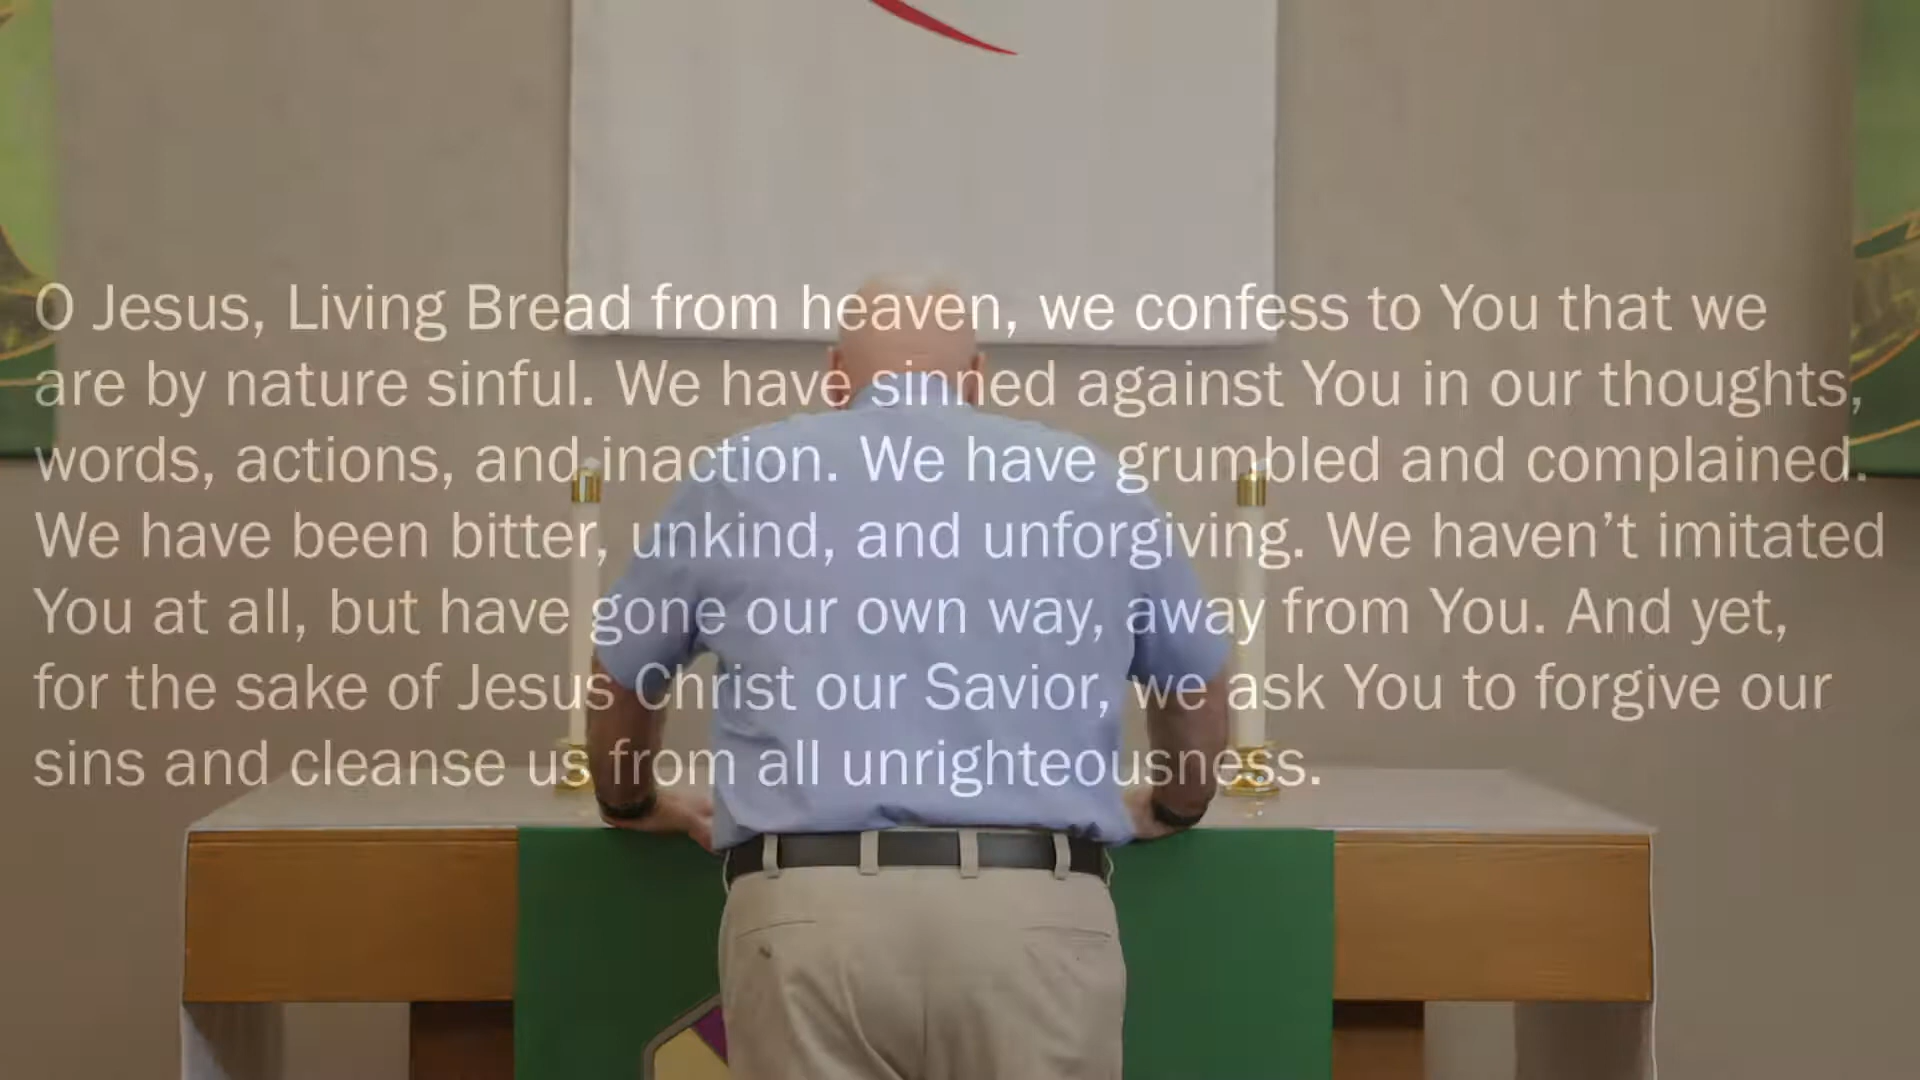 O Jesus, Living Bread from heaven, we confess to You that we
are by nature sinful. We have sinned against You in our thoughts,
words, actions, and inaction. We have grumbled and complained.
We have been bitter, unkind, and unforgiving. We haven’t imitated
You at all, but have gone our own way, away from You. And yet,
for the sake of Jesus Christ our Savior, we ask You to forgive our
sins and cleanse us from all unrighteousness.